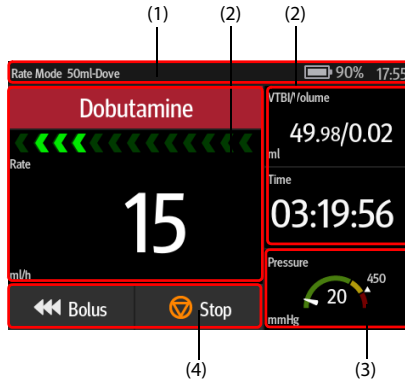 (1) (2) (2)
Rate Mode 50ml-Dove 90% 17:55
Dobutamine
Rate
15
ml/h
Bolus Stop
VTBI/Volume
49.98/0.02
ml
Time
03:19:56
Pressure
450
20
mmHg
(4) (3)